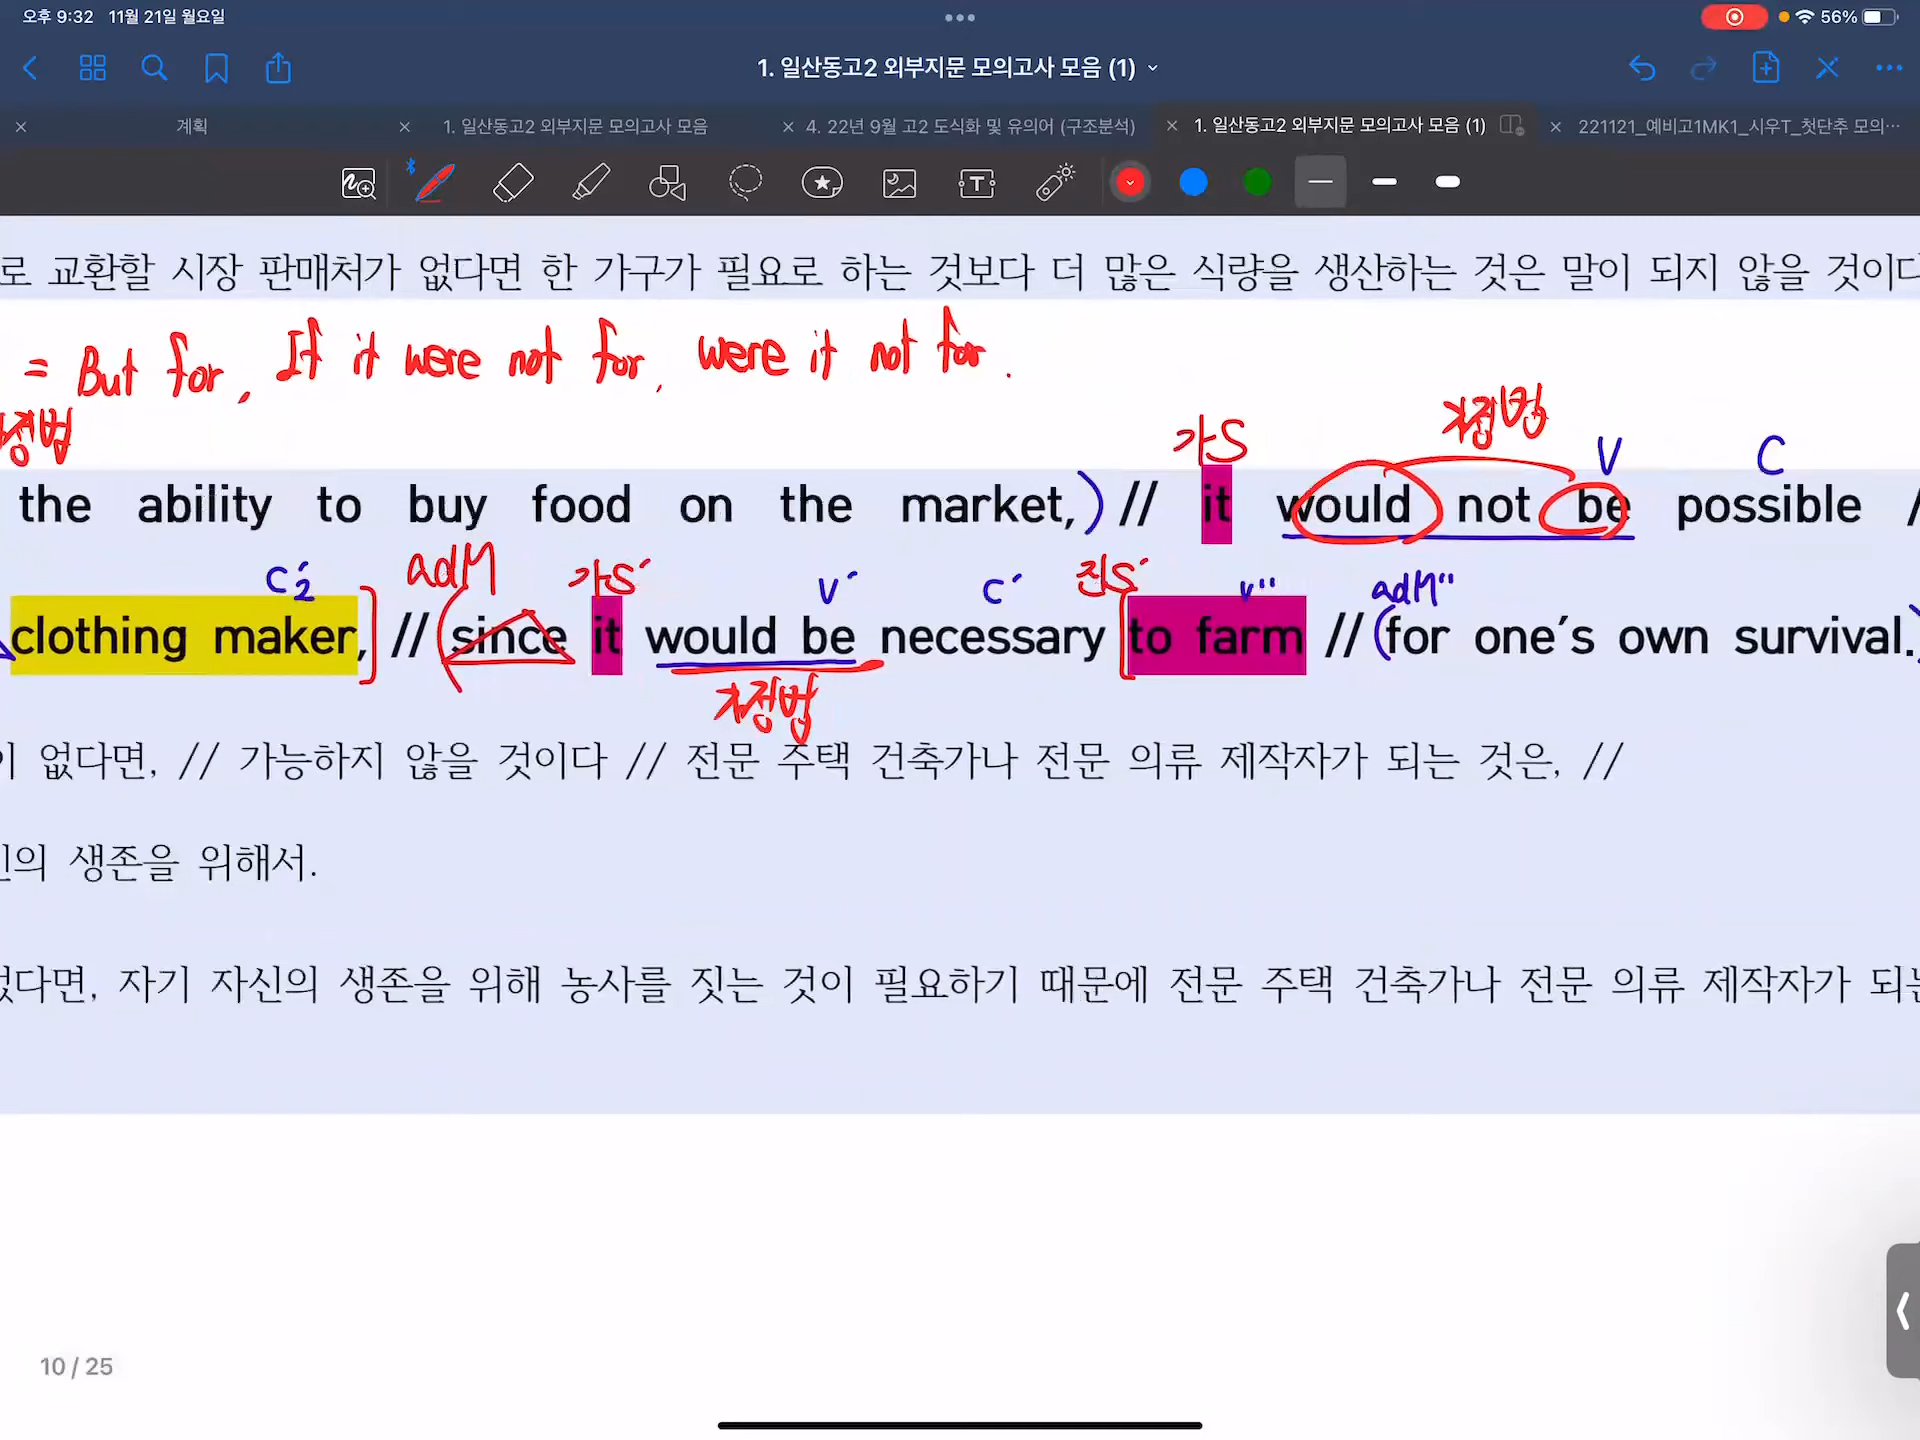 오후 9:32 11월 21일 월요일
56%
1. 일산동고2 외부지문 모의고사 모음 (1)
계획
1. 일산동고2 외부지문 모의고사 모음
4. 22년 9월 고2 도식화 및 유의어 (구조분석)
1. 일산동고2 외부지문 모의고사 모음 (1)
221121_예비고1MK1_시우T_첫단추 모의…
로 교환할 시장 판매처가 없다면 한 가구가 필요로 하는 것보다 더 많은 식량을 생산하는 것은 말이 되지 않을 것이다
= But for, If it were not for, were it not for.
정법 가S 가정법 V C
the ability to buy food on the market,) // it would not be possible /
C'2 adM 가S' V' C' 진S' V''' adM''
clothing maker,] // (since it would be necessary [to farm // (for one's own survival.)
가정법
이 없다면, // 가능하지 않을 것이다 // 전문 주택 건축가나 전문 의류 제작자가 되는 것은, //
신의 생존을 위해서.
없다면, 자기 자신의 생존을 위해 농사를 짓는 것이 필요하기 때문에 전문 주택 건축가나 전문 의류 제작자가 되는
10 / 25